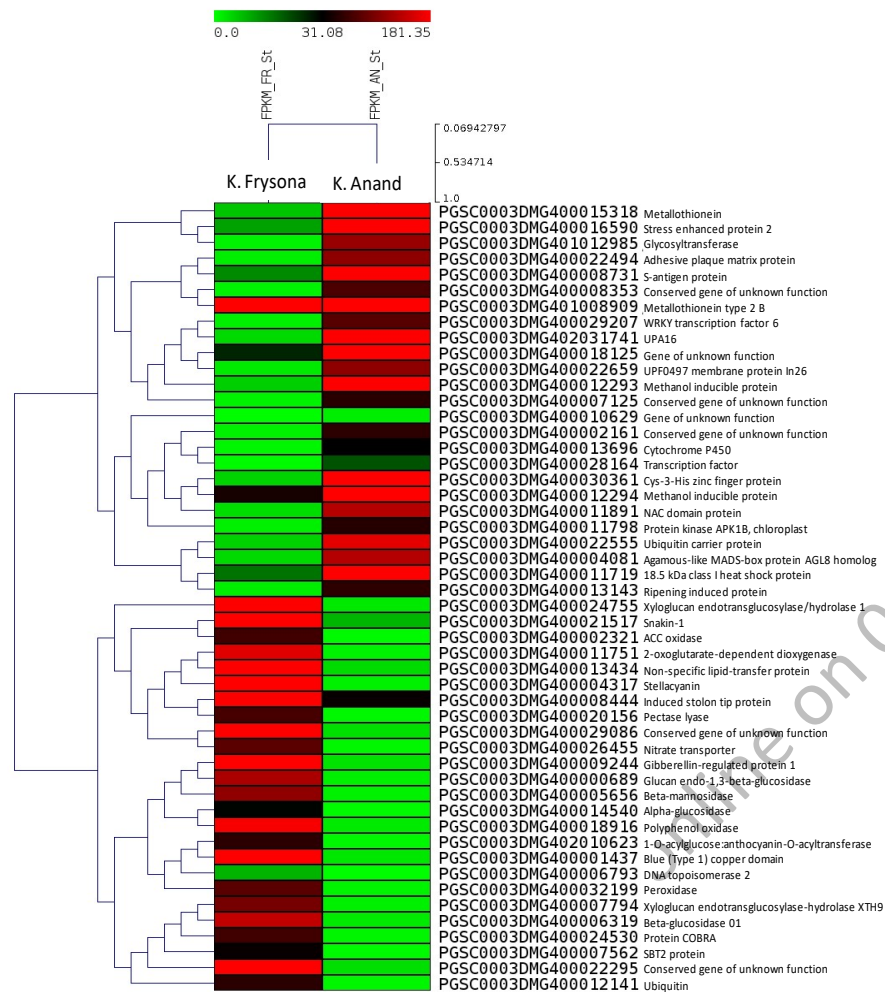 0.0 31.08 181.35
FPKM_FR_St
FPKM_AN_St
0.06942797
0.534714
1.0
K. Frysona K. Anand
PGSC0003DMG400015318 Metallothionein
PGSC0003DMG400016590 Stress enhanced protein 2
PGSC0003DMG401012985 Glycosyltransferase
PGSC0003DMG400022494 Adhesive plaque matrix protein
PGSC0003DMG400008731 S-antigen protein
PGSC0003DMG400008353 Conserved gene of unknown function
PGSC0003DMG401008909 Metallothionein type 2 B
PGSC0003DMG400029207 WRKY transcription factor 6
PGSC0003DMG402031741 UPA16
PGSC0003DMG400018125 Gene of unknown function
PGSC0003DMG400022659 UPF0497 membrane protein In26
PGSC0003DMG400012293 Methanol inducible protein
PGSC0003DMG400007125 Conserved gene of unknown function
PGSC0003DMG400010629 Gene of unknown function
PGSC0003DMG400002161 Conserved gene of unknown function
PGSC0003DMG400013696 Cytochrome P450
PGSC0003DMG400028164 Transcription factor
PGSC0003DMG400030361 Cys-3-His zinc finger protein
PGSC0003DMG400012294 Methanol inducible protein
PGSC0003DMG400011891 NAC domain protein
PGSC0003DMG400011798 Protein kinase APK1B, chloroplast
PGSC0003DMG400022555 Ubiquitin carrier protein
PGSC0003DMG400004081 Agamous-like MADS-box protein AGL8 homolog
PGSC0003DMG400011719 18.5 kDa class I heat shock protein
PGSC0003DMG400013143 Ripening induced protein
PGSC0003DMG400024755 Xyloglucan endotransglucosylase/hydrolase 1
PGSC0003DMG400021517 Snakin-1
PGSC0003DMG400002321 ACC oxidase
PGSC0003DMG400011751 2-oxoglutarate-dependent dioxygenase
PGSC0003DMG400013434 Non-specific lipid-transfer protein
PGSC0003DMG400004317 Stellacyanin
PGSC0003DMG400008444 Induced stolon tip protein
PGSC0003DMG400020156 Pectase lyase
PGSC0003DMG400029086 Conserved gene of unknown function
PGSC0003DMG400026455 Nitrate transporter
PGSC0003DMG400009244 Gibberellin-regulated protein 1
PGSC0003DMG400000689 Glucan endo-1,3-beta-glucosidase
PGSC0003DMG400005656 Beta-mannosidase
PGSC0003DMG400014540 Alpha-glucosidase
PGSC0003DMG400018916 Polyphenol oxidase
PGSC0003DMG402010623 1-O-acylglucose:anthocyanin-O-acyltransferase
PGSC0003DMG400001437 Blue (Type 1) copper domain
PGSC0003DMG400006793 DNA topoisomerase 2
PGSC0003DMG400032199 Peroxidase
PGSC0003DMG400007794 Xyloglucan endotransglucosylase-hydrolase XTH9
PGSC0003DMG400006319 Beta-glucosidase 01
PGSC0003DMG400024530 Protein COBRA
PGSC0003DMG400007562 SBT2 protein
PGSC0003DMG400022295 Conserved gene of unknown function
PGSC0003DMG400012141 Ubiquitin
online on 0